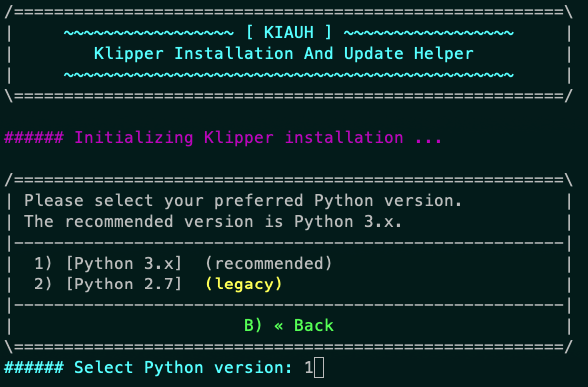 /=======================================================\
|     ~~~~~~~~~~~~~~~~~ [ KIAUH ] ~~~~~~~~~~~~~~~~~     |
|        Klipper Installation And Update Helper         |
|     ~~~~~~~~~~~~~~~~~~~~~~~~~~~~~~~~~~~~~~~~~~~~~     |
\=======================================================/
###### Initializing Klipper installation ...
/=======================================================\
| Please select your preferred Python version.          |
| The recommended version is Python 3.x.                |
|-------------------------------------------------------|
|  1) [Python 3.x]  (recommended)                       |
|  2) [Python 2.7]  (legacy)                            |
|-------------------------------------------------------|
|                       B) « Back                       |
\=======================================================/
###### Select Python version: 1